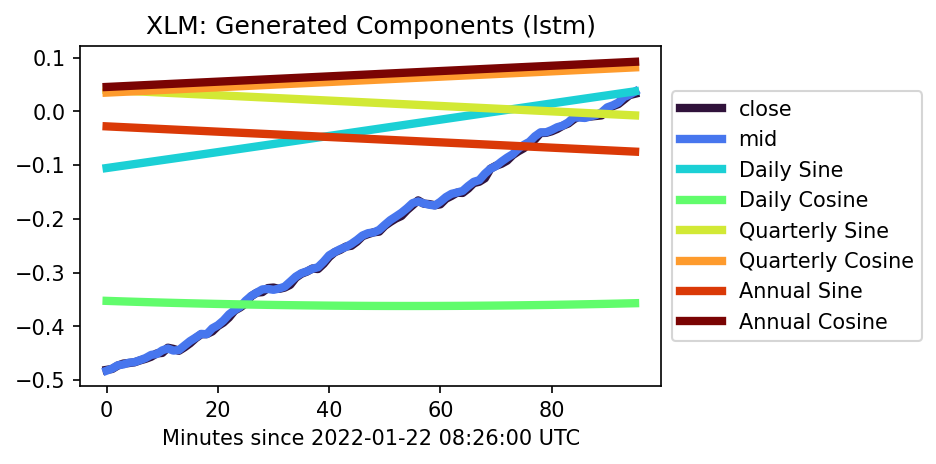 XLM: Generated Components (lstm)
0.1
0.0
−0.1
−0.2
−0.3
−0.4
−0.5
0 20 40 60 80
Minutes since 2022-01-22 08:26:00 UTC
close
mid
Daily Sine
Daily Cosine
Quarterly Sine
Quarterly Cosine
Annual Sine
Annual Cosine